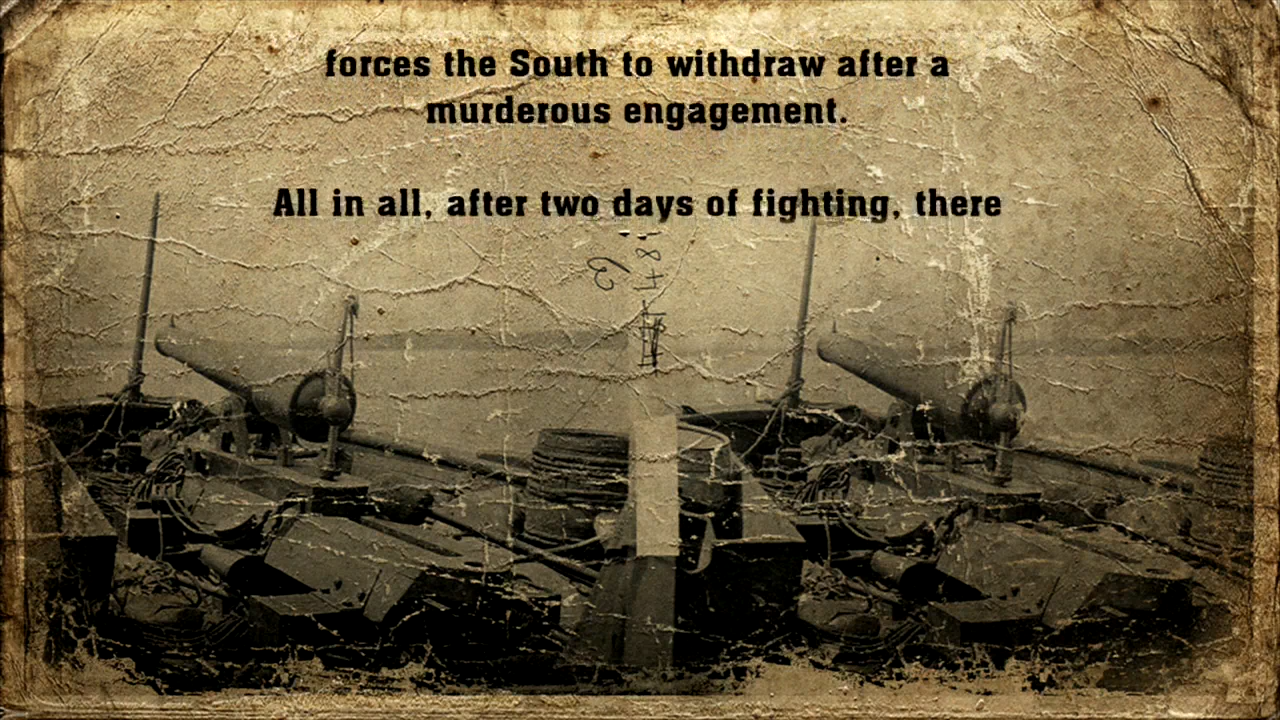 forces the South to withdraw after a
murderous engagement.
All in all, after two days of fighting, there